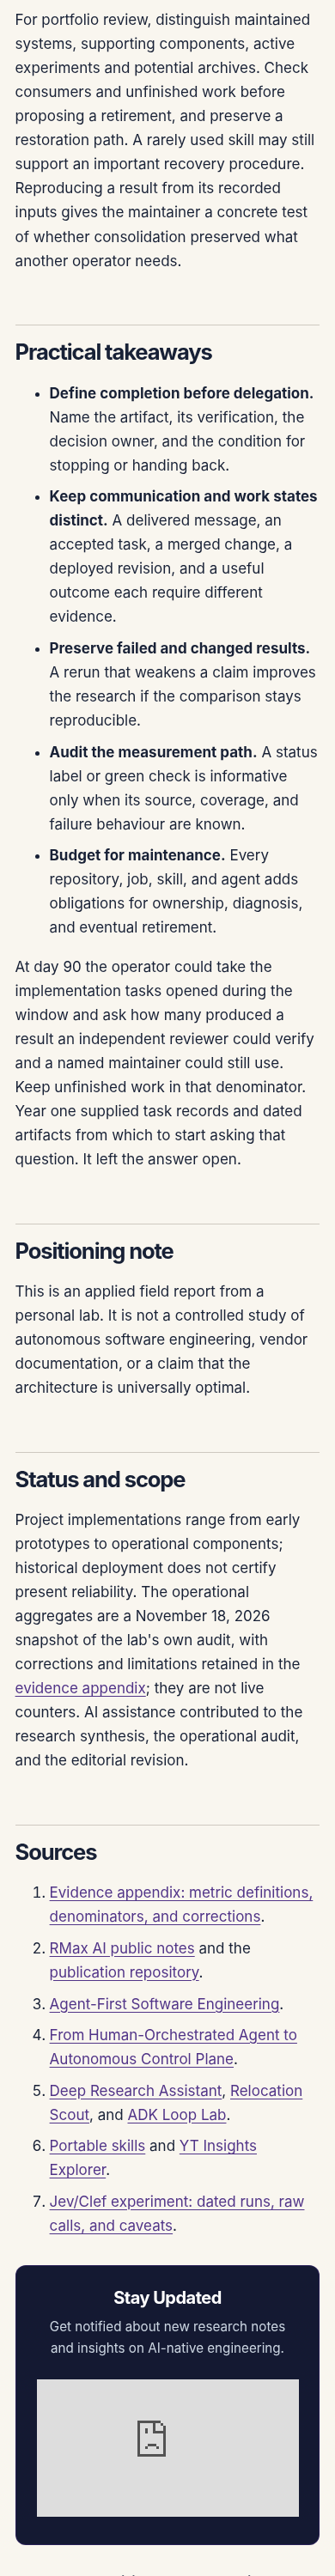 For portfolio review, distinguish maintained
systems, supporting components, active
experiments and potential archives. Check
consumers and unfinished work before
proposing a retirement, and preserve a
restoration path. A rarely used skill may still
support an important recovery procedure.
Reproducing a result from its recorded
inputs gives the maintainer a concrete test
of whether consolidation preserved what
another operator needs.
Practical takeaways
• Define completion before delegation.
Name the artifact, its verification, the
decision owner, and the condition for
stopping or handing back.
• Keep communication and work states
distinct. A delivered message, an
accepted task, a merged change, a
deployed revision, and a useful
outcome each require different
evidence.
• Preserve failed and changed results.
A rerun that weakens a claim improves
the research if the comparison stays
reproducible.
• Audit the measurement path. A status
label or green check is informative
only when its source, coverage, and
failure behaviour are known.
• Budget for maintenance. Every
repository, job, skill, and agent adds
obligations for ownership, diagnosis,
and eventual retirement.
At day 90 the operator could take the
implementation tasks opened during the
window and ask how many produced a
result an independent reviewer could verify
and a named maintainer could still use.
Keep unfinished work in that denominator.
Year one supplied task records and dated
artifacts from which to start asking that
question. It left the answer open.
Positioning note
This is an applied field report from a
personal lab. It is not a controlled study of
autonomous software engineering, vendor
documentation, or a claim that the
architecture is universally optimal.
Status and scope
Project implementations range from early
prototypes to operational components;
historical deployment does not certify
present reliability. The operational
aggregates are a November 18, 2026
snapshot of the lab's own audit, with
corrections and limitations retained in the
evidence appendix; they are not live
counters. AI assistance contributed to the
research synthesis, the operational audit,
and the editorial revision.
Sources
1. Evidence appendix: metric definitions,
denominators, and corrections.
2. RMax AI public notes and the
publication repository.
3. Agent-First Software Engineering.
4. From Human-Orchestrated Agent to
Autonomous Control Plane.
5. Deep Research Assistant, Relocation
Scout, and ADK Loop Lab.
6. Portable skills and YT Insights
Explorer.
7. Jev/Clef experiment: dated runs, raw
calls, and caveats.
Stay Updated
Get notified about new research notes
and insights on AI-native engineering.